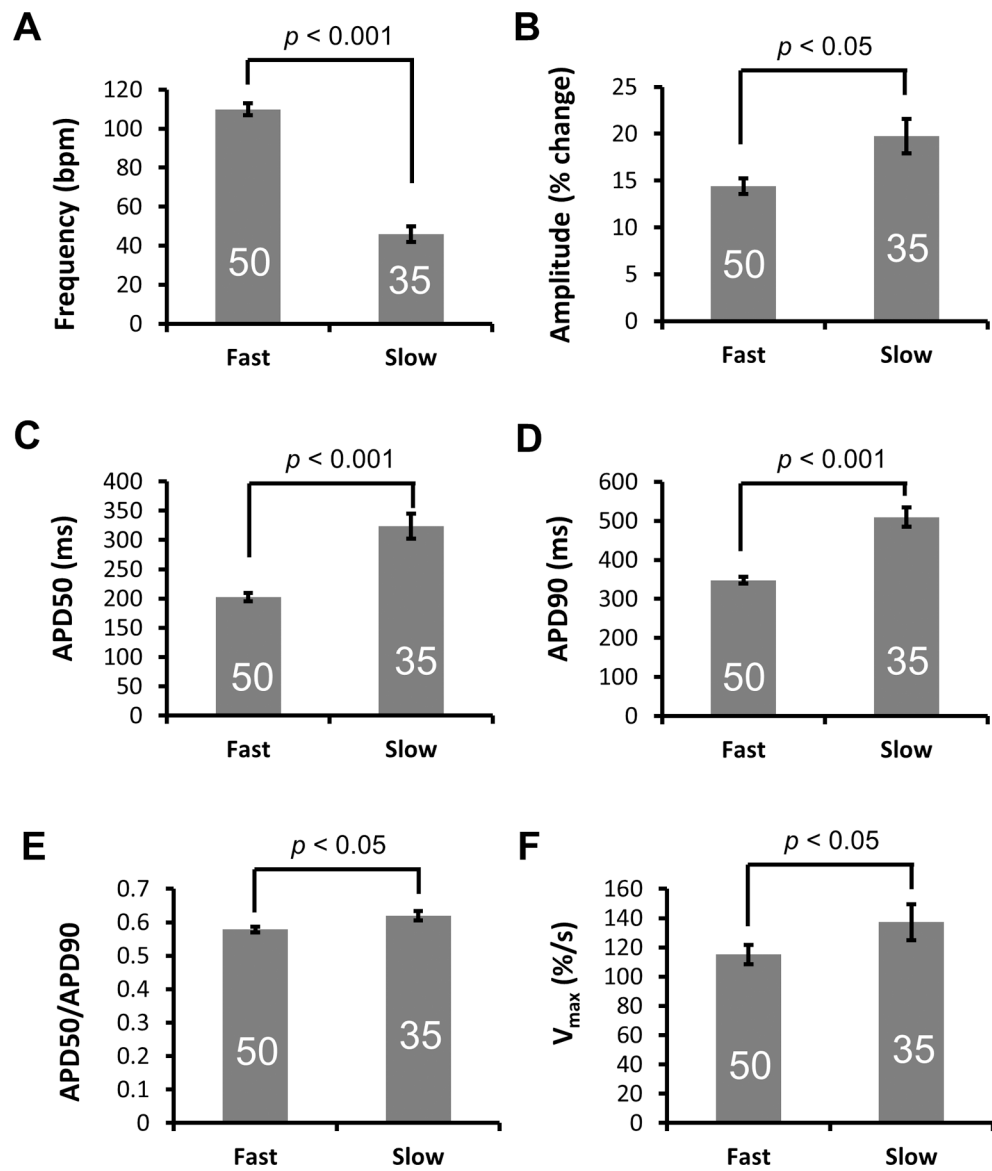 A
p < 0.001
Frequency (bpm)
120
100
80
60
40
20
0
50
35
Fast
Slow
B
p < 0.05
Amplitude (% change)
25
20
15
10
5
0
50
35
Fast
Slow
C
p < 0.001
APD50 (ms)
400
350
300
250
200
150
100
50
0
50
35
Fast
Slow
D
p < 0.001
APD90 (ms)
600
500
400
300
200
100
0
50
35
Fast
Slow
E
p < 0.05
APD50/APD90
0.7
0.6
0.5
0.4
0.3
0.2
0.1
0
50
35
Fast
Slow
F
p < 0.05
Vmax (%/s)
160
140
120
100
80
60
40
20
0
50
35
Fast
Slow